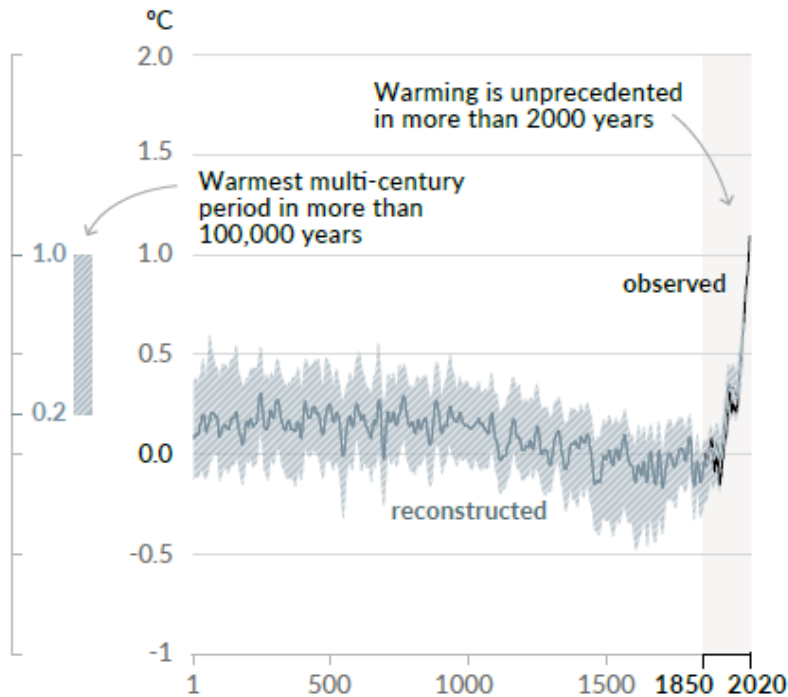 ºC
2.0
Warming is unprecedented
in more than 2000 years
1.5
Warmest multi-century
period in more than
100,000 years
1.0
1.0
observed
0.5
0.2
0.0
reconstructed
-0.5
-1
1
500
1000
1500
1850
2020